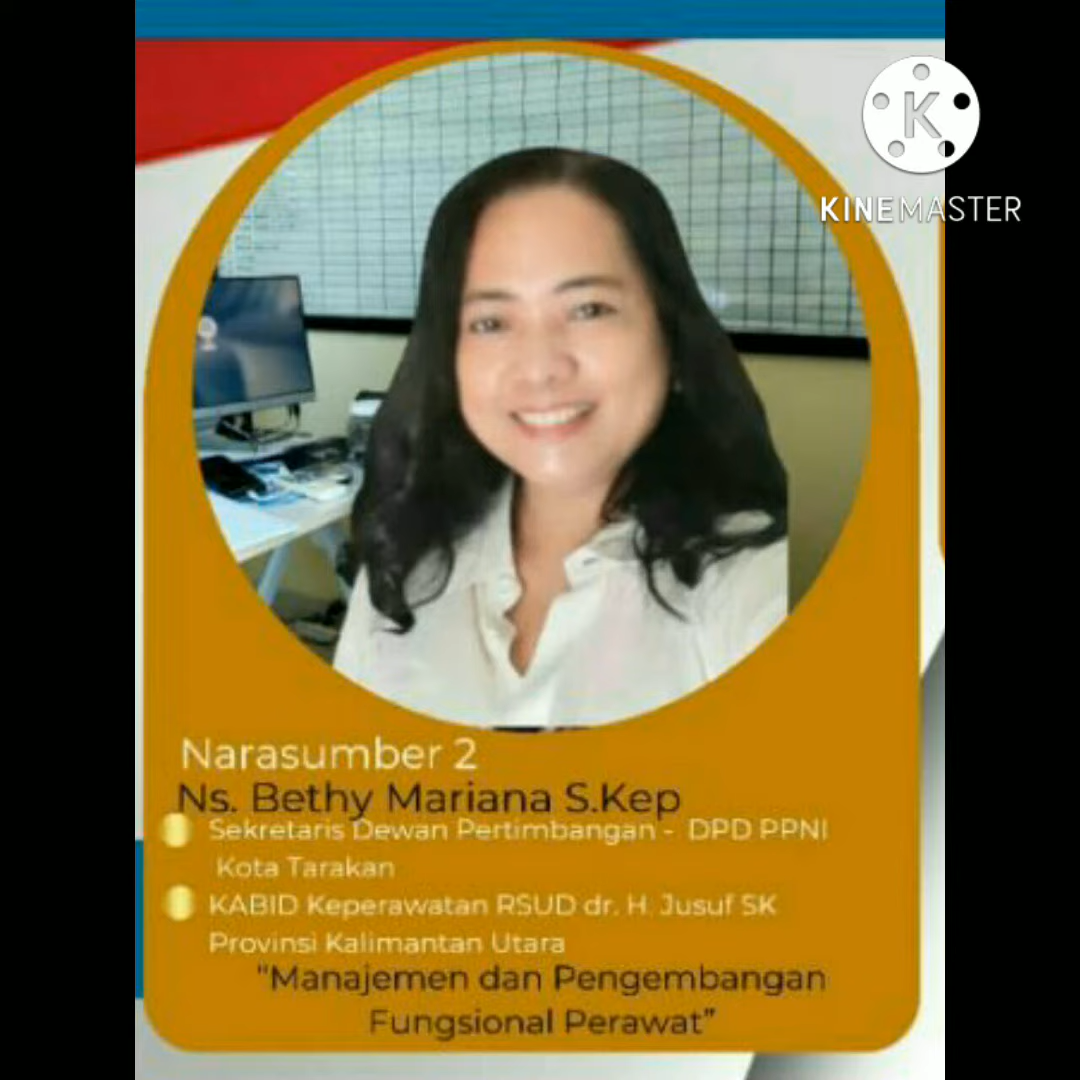 K
KINEMASTER
Narasumber 2
Ns. Bethy Mariana S.Kep
Sekretaris Dewan Pertimbangan - DPD PPNI
Kota Tarakan
KABID Keperawatan RSUD dr. H. Jusuf SK
Provinsi Kalimantan Utara
"Manajemen dan Pengembangan
Fungsional Perawat"